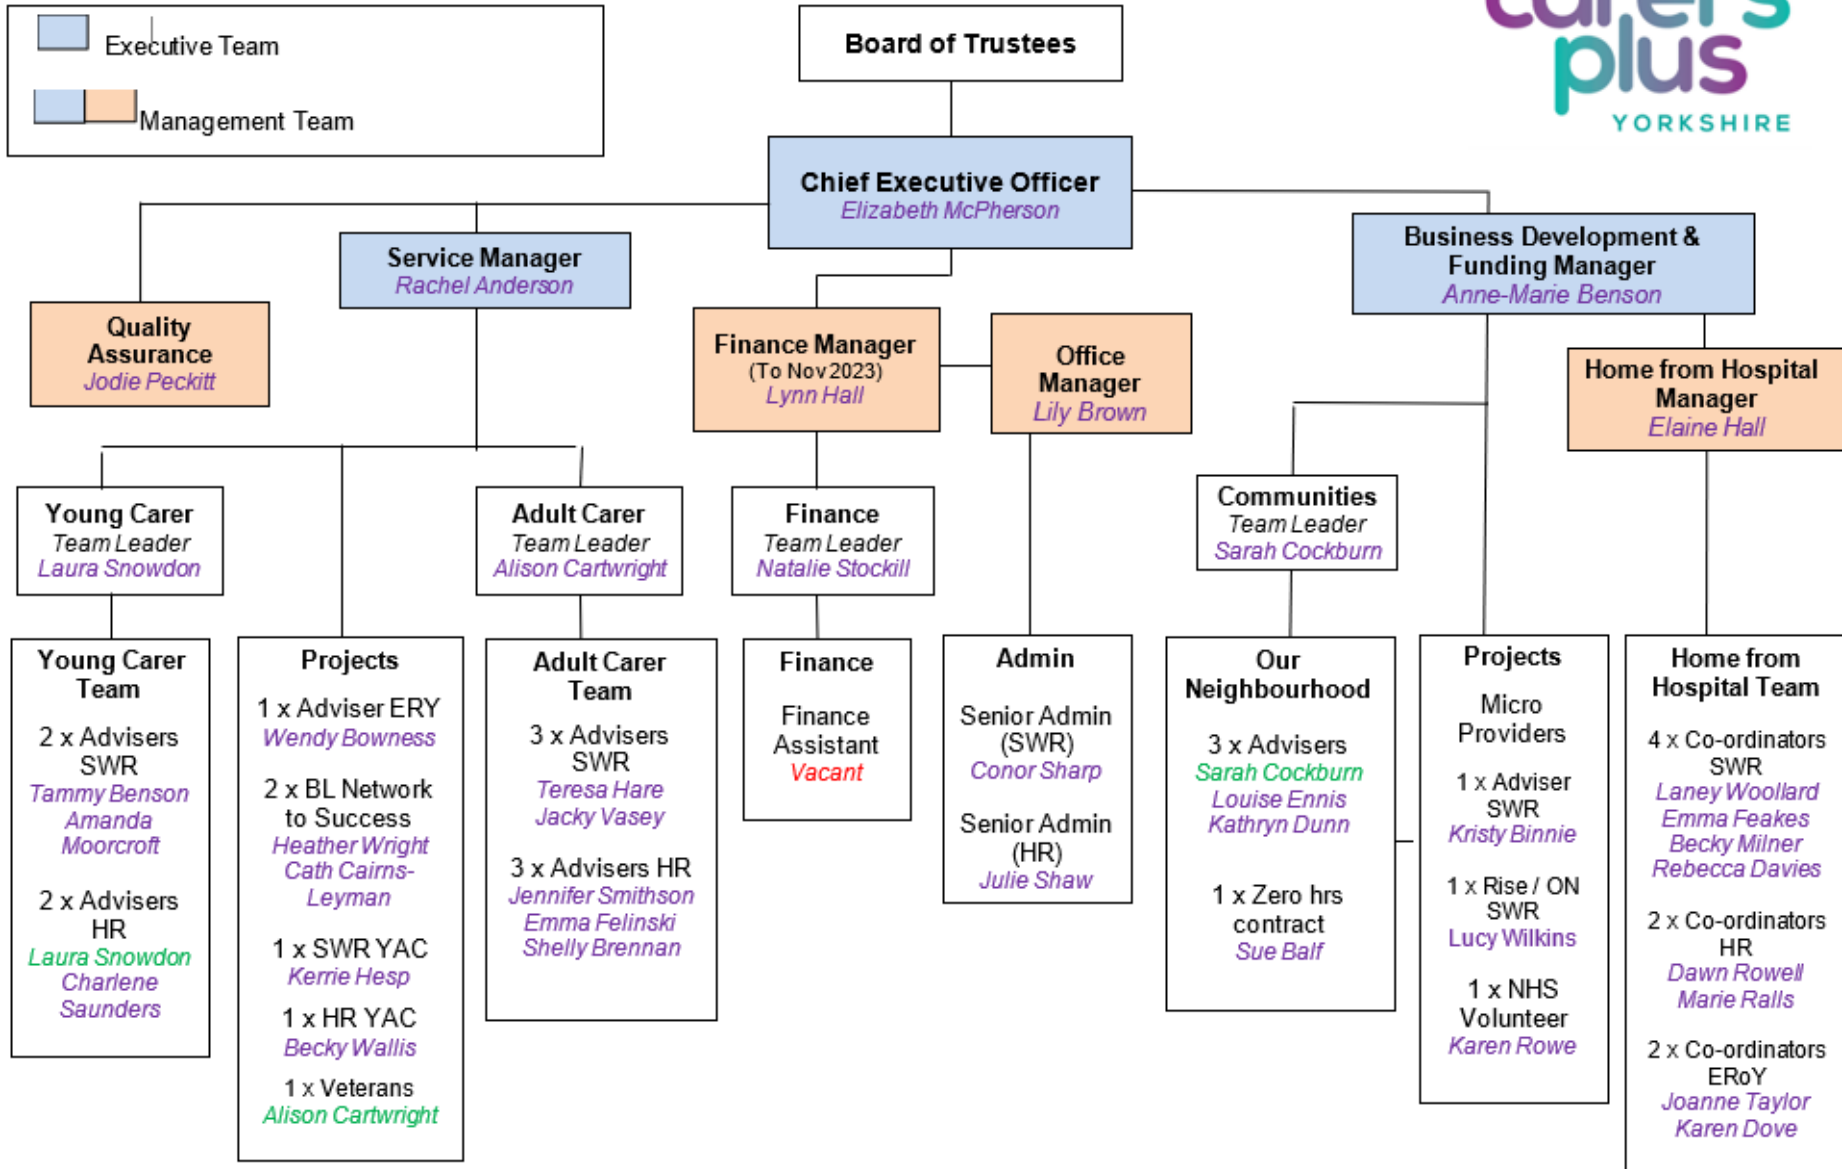 Executive Team
Management Team
Board of Trustees
carers
plus
YORKSHIRE
Chief Executive Officer
Elizabeth McPherson
Service Manager
Rachel Anderson
Business Development &
Funding Manager
Anne-Marie Benson
Quality
Assurance
Jodie Peckitt
Finance Manager
(To Nov 2023)
Lynn Hall
Office
Manager
Lily Brown
Home from Hospital
Manager
Elaine Hall
Young Carer
Team Leader
Laura Snowdon
Adult Carer
Team Leader
Alison Cartwright
Finance
Team Leader
Natalie Stockill
Communities
Team Leader
Sarah Cockburn
Young Carer
Team
2 x Advisers
SWR
Tammy Benson
Amanda
Moorcroft
2 x Advisers
HR
Laura Snowdon
Charlene
Saunders
Projects
1 x Adviser ERY
Wendy Bowness
2 x BL Network
to Success
Heather Wright
Cath Cairns-
Leyman
1 x SWR YAC
Kerrie Hesp
1 x HR YAC
Becky Wallis
1 x Veterans
Alison Cartwright
Adult Carer
Team
3 x Advisers
SWR
Teresa Hare
Jacky Vasey
3 x Advisers HR
Jennifer Smithson
Emma Felinski
Shelly Brennan
Finance
Finance
Assistant
Vacant
Admin
Senior Admin
(SWR)
Conor Sharp
Senior Admin
(HR)
Julie Shaw
Our
Neighbourhood
3 x Advisers
Sarah Cockburn
Louise Ennis
Kathryn Dunn
1 x Zero hrs
contract
Sue Balf
Projects
Micro
Providers
1 x Adviser
SWR
Kristy Binnie
1 x Rise / ON
SWR
Lucy Wilkins
1 x NHS
Volunteer
Karen Rowe
Home from
Hospital Team
4 x Co-ordinators
SWR
Laney Woollard
Emma Feakes
Becky Milner
Rebecca Davies
2 x Co-ordinators
HR
Dawn Rowell
Marie Ralls
2 x Co-ordinators
ERoY
Joanne Taylor
Karen Dove